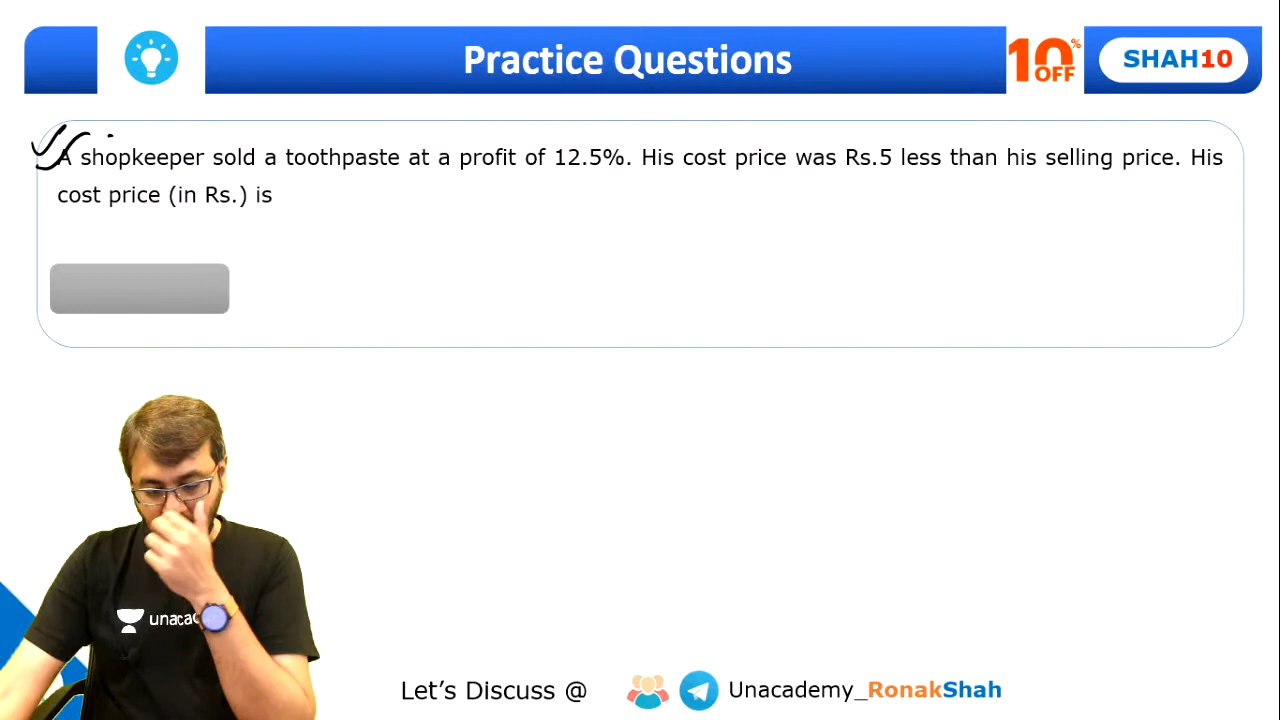 Practice Questions
10% OFF
SHAH10
A shopkeeper sold a toothpaste at a profit of 12.5%. His cost price was Rs.5 less than his selling price. His
cost price (in Rs.) is
unaca
Let’s Discuss @
Unacademy_RonakShah